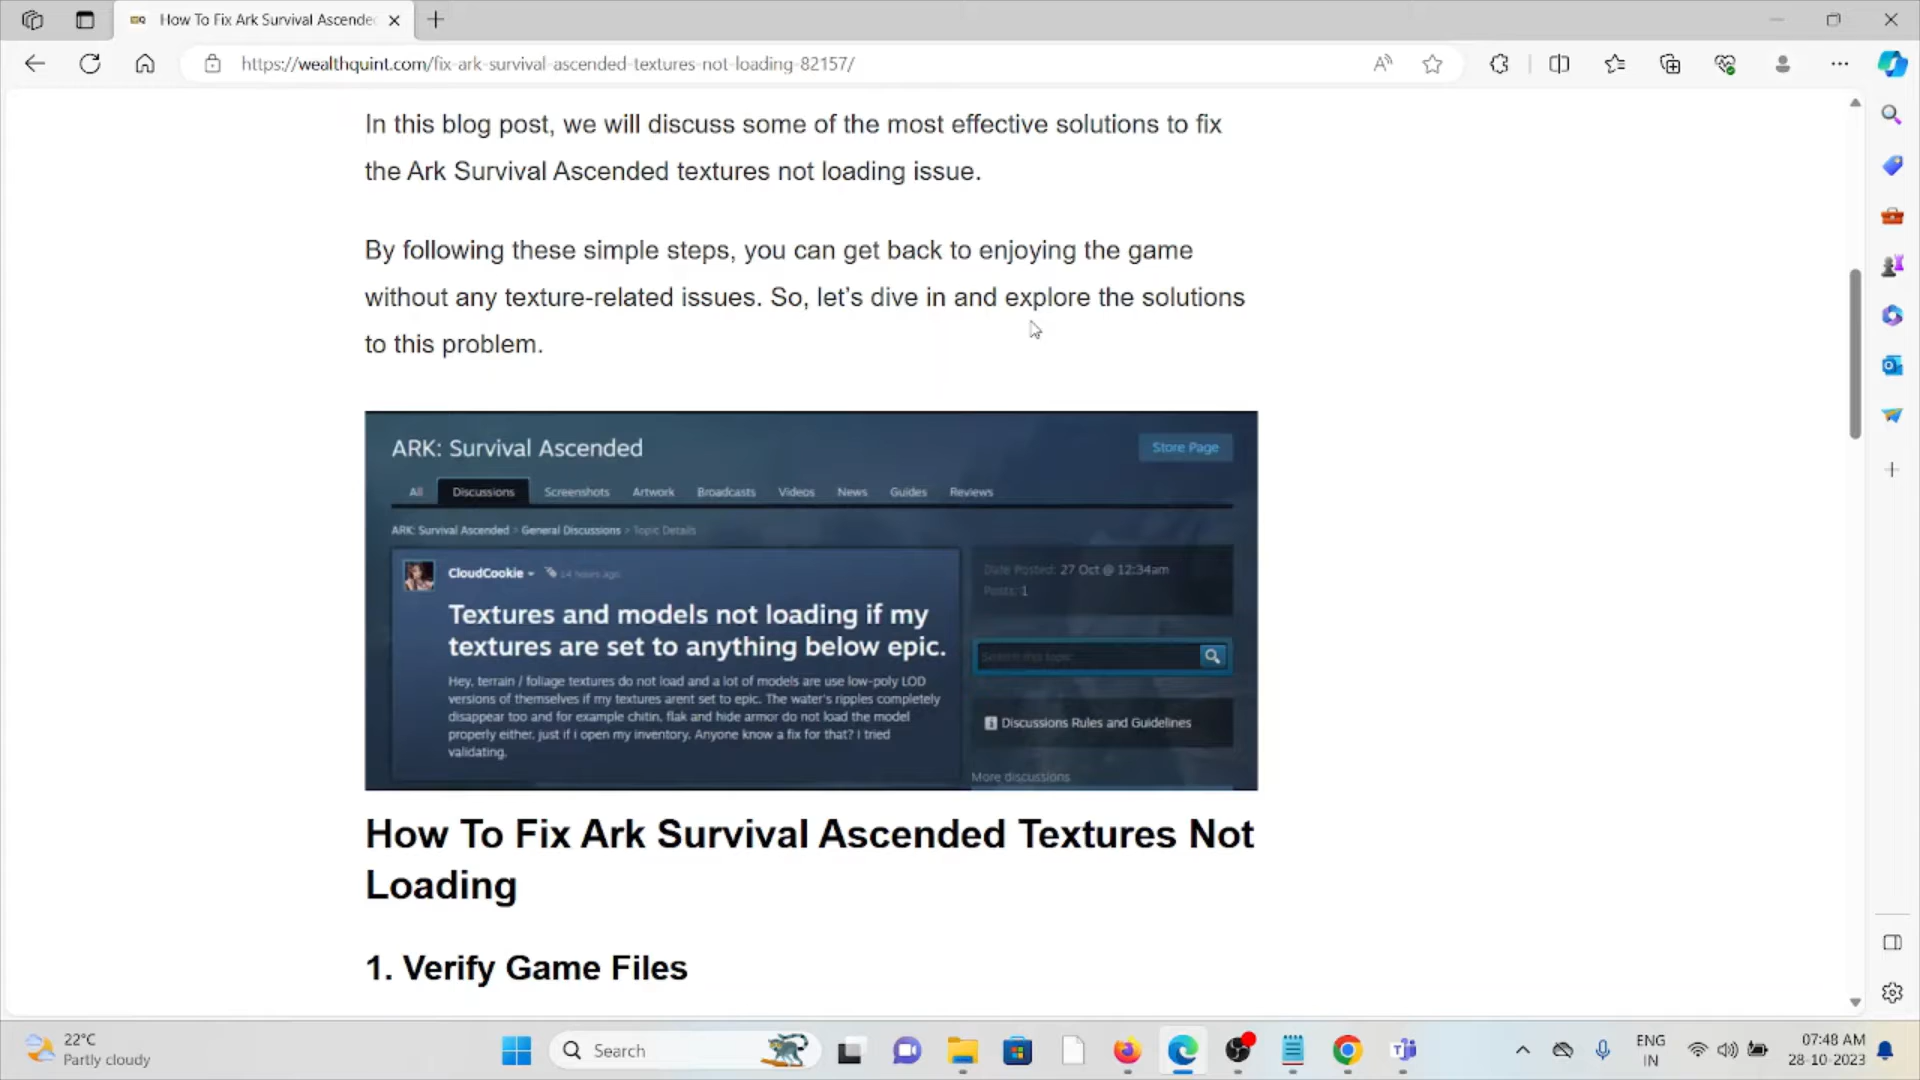 How To Fix Ark Survival Ascende
https://wealthquint.com/fix-ark-survival-ascended-textures-not-loading-82157/
In this blog post, we will discuss some of the most effective solutions to fix
the Ark Survival Ascended textures not loading issue.
By following these simple steps, you can get back to enjoying the game
without any texture-related issues. So, let’s dive in and explore the solutions
to this problem.
ARK: Survival Ascended
Store Page
All Discussions Screenshots Artwork Broadcasts Videos News Guides Reviews
ARK: Survival Ascended > General Discussions > Topic Details
CloudCookie 14 hours ago
Date Posted: 27 Oct @ 12:34am
Posts: 1
Textures and models not loading if my
textures are set to anything below epic.
Search this topic
Hey, terrain / foliage textures do not load and a lot of models are use low-poly LOD
versions of themselves if my textures arent set to epic. The water's ripples completely
disappear too and for example chitin, flak and hide armor do not load the model
properly either, just if i open my inventory. Anyone know a fix for that? I tried
validating.
Discussions Rules and Guidelines
More discussions
How To Fix Ark Survival Ascended Textures Not
Loading
1. Verify Game Files
22°C
Partly cloudy
Search
ENG
IN
07:48 AM
28-10-2023